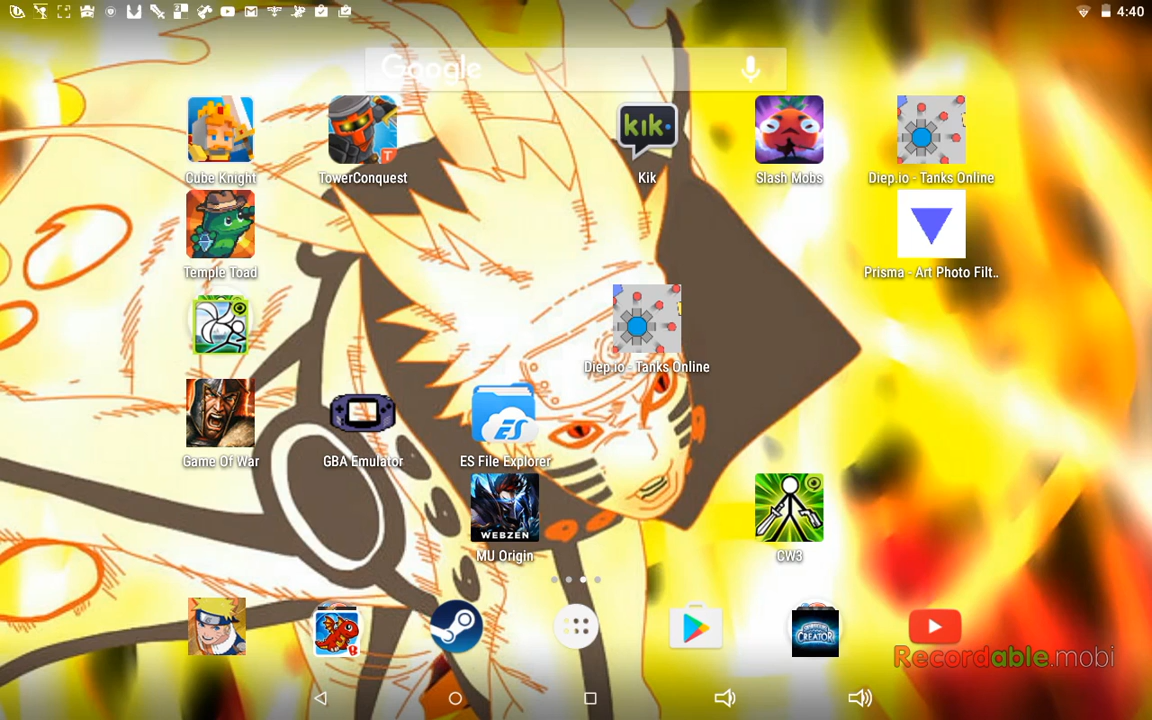 4:40
Google
kik.
Cube Knight
T
TowerConquest
Kik
Slash Mobs
Diep.io - Tanks Online
Temple Toad
Prisma - Art Photo Filt..
Diep.io - Tanks Online
ES
Game Of War
GBA Emulator
ES File Explorer
WEBZEN
MU Origin
CW3
B
CREATOR
Recordable.mobi